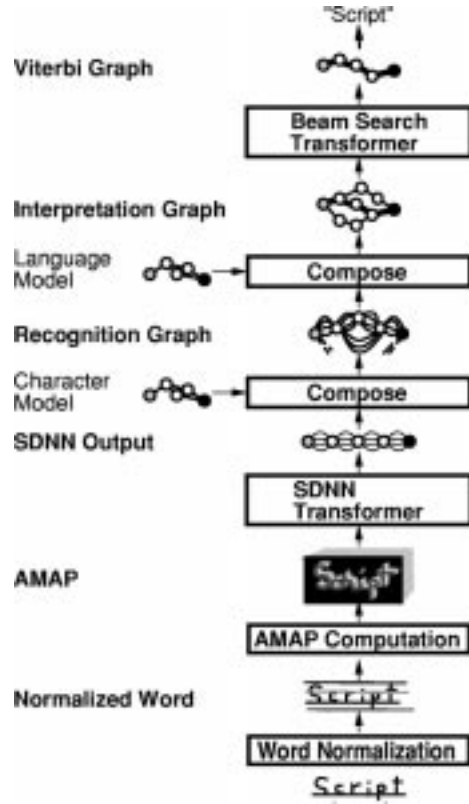 "Script"
Viterbi Graph
Beam Search
Transformer
Interpretation Graph
Language
Model
Compose
Recognition Graph
Character
Model
Compose
SDNN Output
SDNN
Transformer
AMAP
Script
AMAP Computation
Normalized Word
Script
Word Normalization
Script